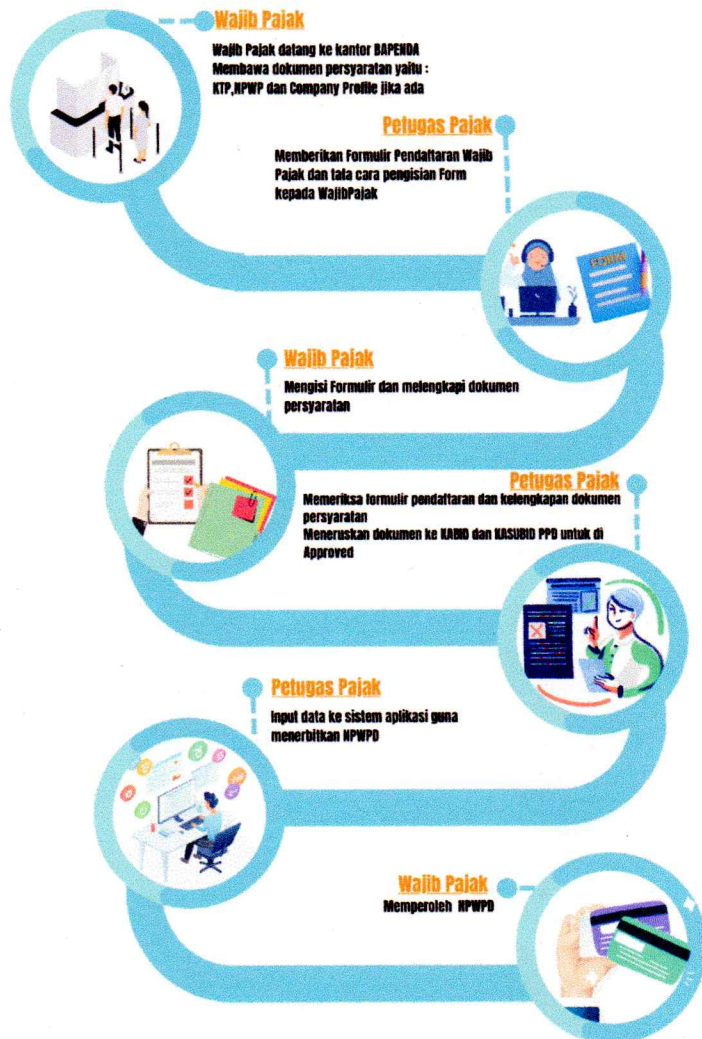 Wajib Pajak
Wajib Pajak datang ke kantor BAPENDA
Membawa dokumen persyaratan yaitu :
KTP,NPWP dan Company Profile jika ada
Petugas Pajak
Memberikan Formulir Pendaftaran Wajib
Pajak dan tata cara pengisian Form
kepada WajibPajak
FORM
Wajib Pajak
Mengisi Formulir dan melengkapi dokumen
persyaratan
Petugas Pajak
Memeriksa formulir pendaftaran dan kelengkapan dokumen
persyaratan
Meneruskan dokumen ke KABID dan KASUBID PPD untuk di
Approved
Petugas Pajak
Input data ke sistem aplikasi guna
menerbitkan NPWPD
Wajib Pajak
Memperoleh NPWPD